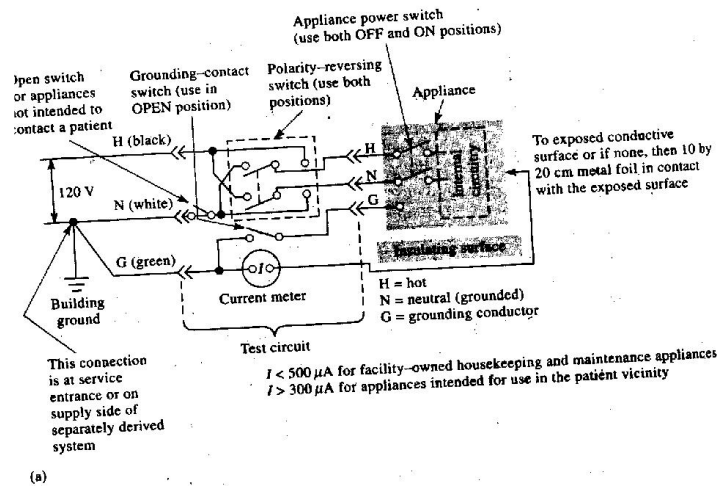 Appliance power switch
(use both OFF and ON positions)
Open switch
or appliances
not intended to
contact a patient
Grounding–contact
switch (use in
OPEN position)
Polarity–reversing
switch (use both
positions)
Appliance
H (black)
H
To exposed conductive
surface or if none, then 10 by
20 cm metal foil in contact
with the exposed surface
120 V
N
Internal
circuitry
N (white)
G
G (green)
I
Insulating surface
Current meter
H = hot
N = neutral (grounded)
G = grounding conductor
Building
ground
Test circuit
This connection
is at service
entrance or on
supply side of
separately derived
system
I < 500 μA for facility–owned housekeeping and maintenance appliances
I > 300 μA for appliances intended for use in the patient vicinity
(a)